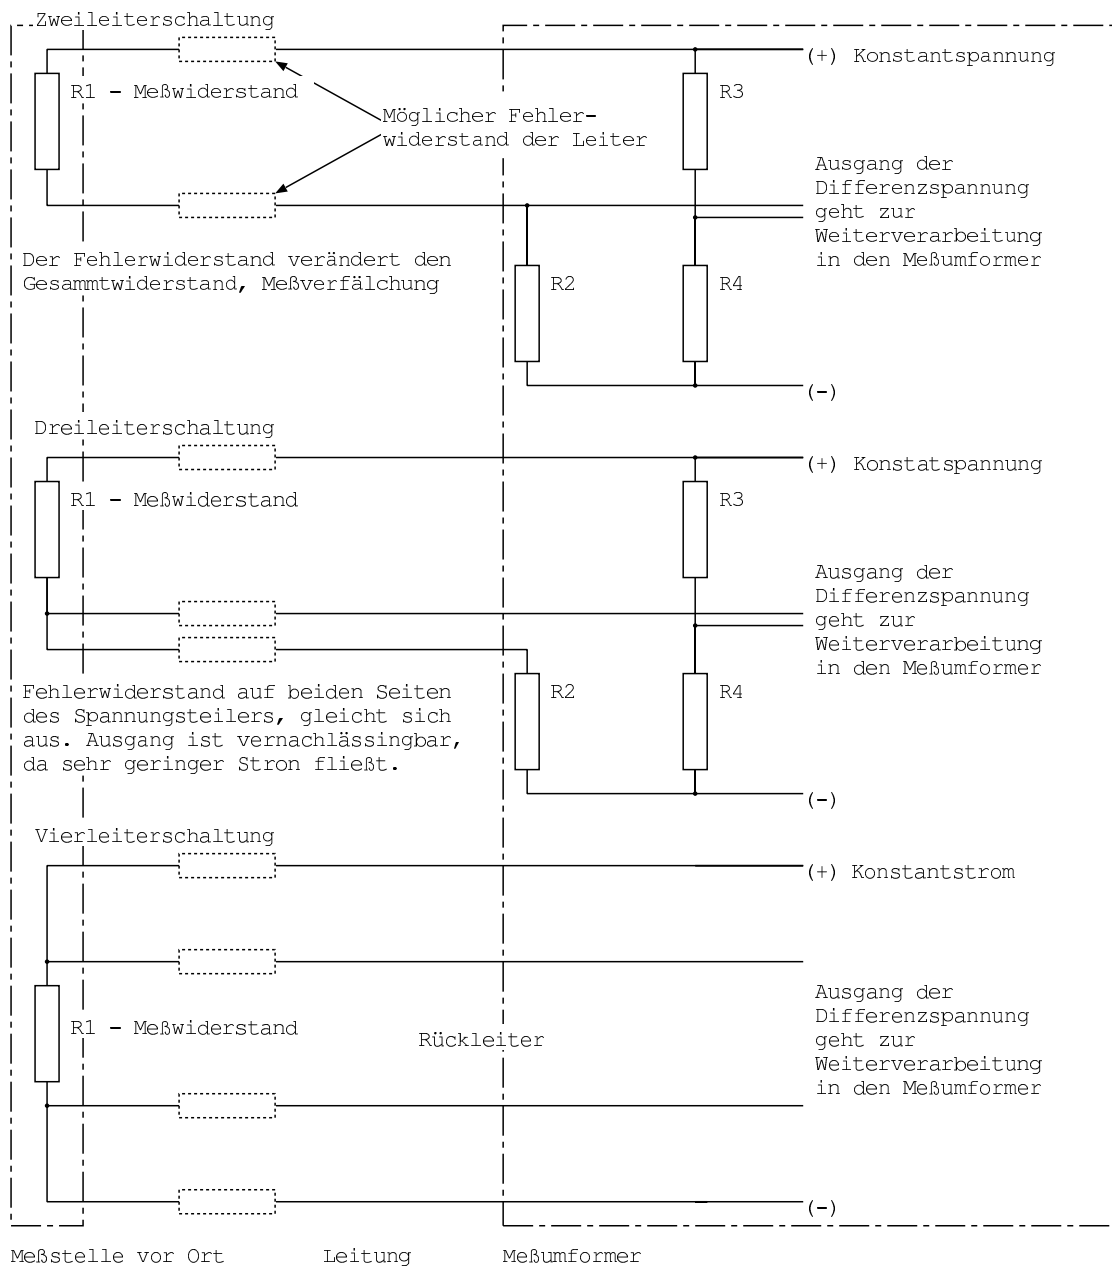 Zweileiterschaltung
(+) Konstantspannung
R1 - Meßwiderstand
R3
Möglicher Fehler-
widerstand der Leiter
Ausgang der
Differenzspannung
geht zur
Weiterverarbeitung
in den Meßumformer
Der Fehlerwiderstand verändert den
Gesammtwiderstand, Meßverfälchung
R2
R4
(-)
Dreileiterschaltung
(+) Konstatspannung
R1 - Meßwiderstand
R3
Ausgang der
Differenzspannung
geht zur
Weiterverarbeitung
in den Meßumformer
Fehlerwiderstand auf beiden Seiten
des Spannungsteilers, gleicht sich
aus. Ausgang ist vernachlässingbar,
da sehr geringer Stron fließt.
R2
R4
(-)
Vierleiterschaltung
(+) Konstantstrom
R1 - Meßwiderstand
Rückleiter
Ausgang der
Differenzspannung
geht zur
Weiterverarbeitung
in den Meßumformer
(-)
Meßstelle vor Ort
Leitung
Meßumformer